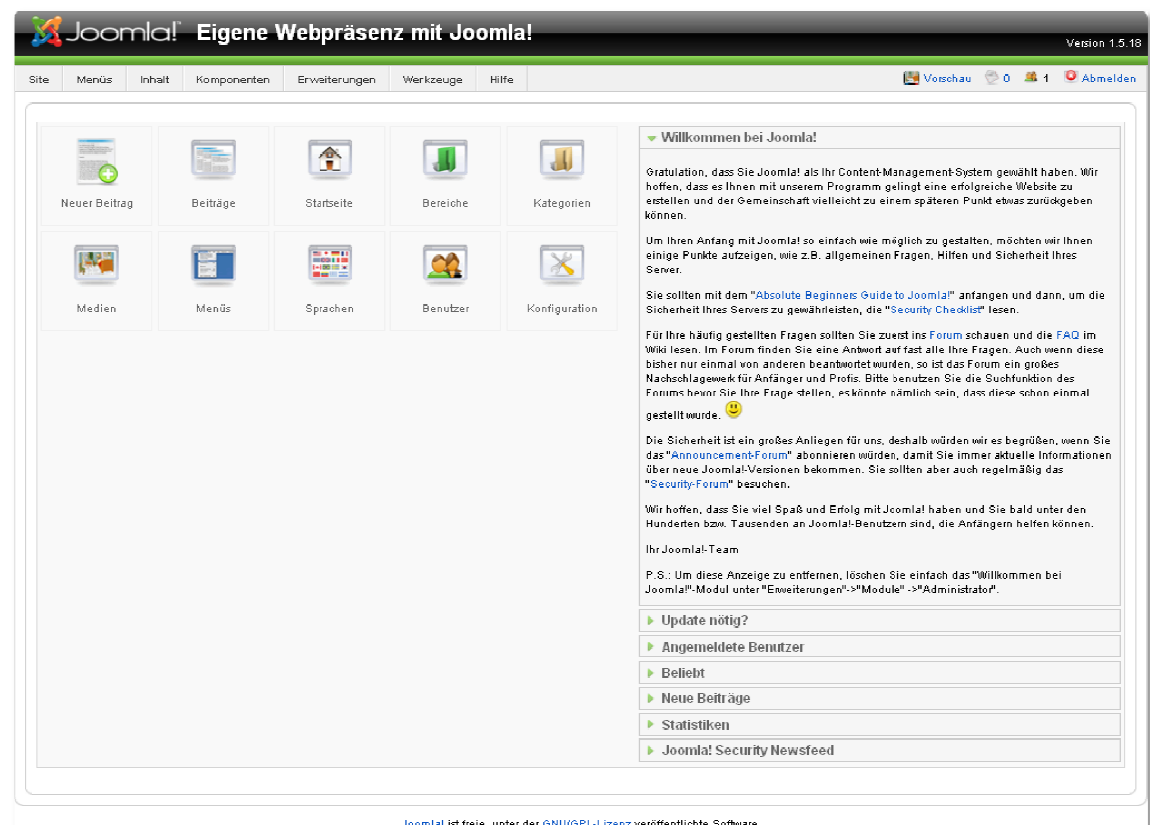 Joomla! Eigene Webpräsenz mit Joomla!
Version 1.5.18
Site Menüs Inhalt Komponenten Erweiterungen Werkzeuge Hilfe Vorschau 0 1 Abmelden
Neuer Beitrag Beiträge Startseite Bereiche Kategorien
Medien Menüs Sprachen Benutzer Konfiguration
Willkommen bei Joomla!
Gratulation, dass Sie Joomla! als Ihr Content-Management-System gewählt haben. Wir
hoffen, dass es Ihnen mit unserem Programm gelingt eine erfolgreiche Website zu
erstellen und der Gemeinschaft vielleicht zu einem späteren Punkt etwas zurückgeben
können.
Um Ihren Anfang mit Joomla! so einfach wie möglich zu gestalten, möchten wir Ihnen
einige Punkte aufzeigen, wie z.B. allgemeinen Fragen, Hilfen und Sicherheit Ihres
Server.
Sie sollten mit dem "Absolute Beginners Guide to Joomla!" anfangen und dann, um die
Sicherheit Ihres Servers zu gewährleisten, die "Security Checklist" lesen.
Für Ihre häufig gestellten Fragen sollten Sie zuerst ins Forum schauen und die FAQ im
Wiki lesen. Im Forum finden Sie eine Antwort auf fast alle Ihre Fragen. Auch wenn diese
bisher nur einmal von anderen beantwortet wurden, so ist das Forum ein großes
Nachschlagewerk für Anfänger und Profis. Bitte benutzen Sie die Suchfunktion des
Forums bevor Sie Ihre Frage stellen, es könnte nämlich sein, dass diese schon einmal
gestellt wurde.
Die Sicherheit ist ein großes Anliegen für uns, deshalb würden wir es begrüßen, wenn Sie
das "Announcement-Forum" abonnieren würden, damit Sie immer aktuelle Informationen
über neue Joomla!-Versionen bekommen. Sie sollten aber auch regelmäßig das
"Security-Forum" besuchen.
Wir hoffen, dass Sie viel Spaß und Erfolg mit Joomla! haben und Sie bald unter den
Hunderten bzw. Tausenden an Joomla!-Benutzern sind, die Anfängern helfen können.
Ihr Joomla!-Team
P.S.: Um diese Anzeige zu entfernen, löschen Sie einfach das "Willkommen bei
Joomla!"-Modul unter "Erweiterungen"->"Module" ->"Administrator".
Update nötig?
Angemeldete Benutzer
Beliebt
Neue Beiträge
Statistiken
Joomla! Security Newsfeed
Joomla! ist freie, unter der GNU/GPL-Lizenz veröffentlichte Software.